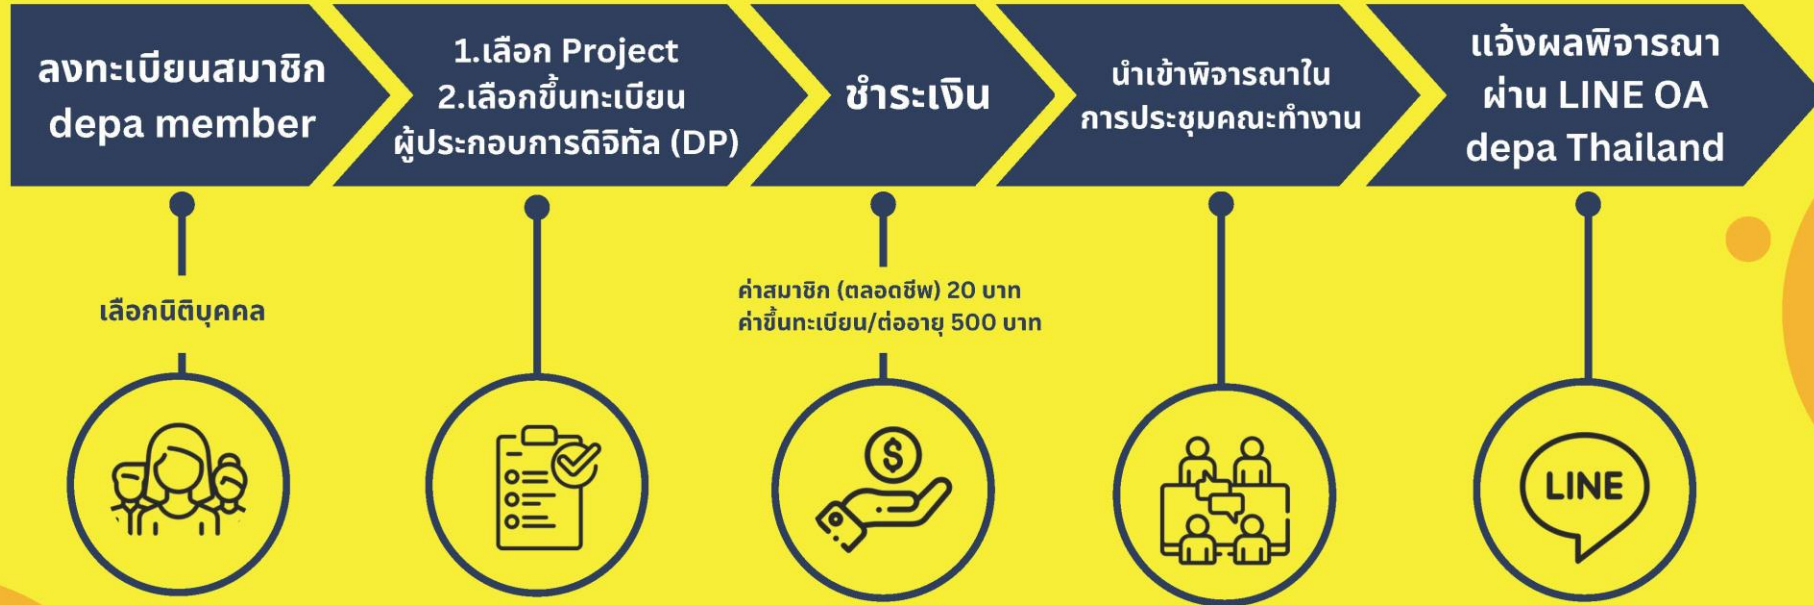 ลงทะเบียนสมาชิก
depa member
1.เลือก Project
2.เลือกขึ้นทะเบียน
ผู้ประกอบการดิจิทัล (DP)
ชำระเงิน
นำเข้าพิจารณาใน
การประชุมคณะทำงาน
แจ้งผลพิจารณา
ผ่าน LINE OA
depa Thailand
เลือกนิติบุคคล
ค่าสมาชิก (ตลอดชีพ) 20 บาท
ค่าขึ้นทะเบียน/ต่ออายุ 500 บาท
$
LINE